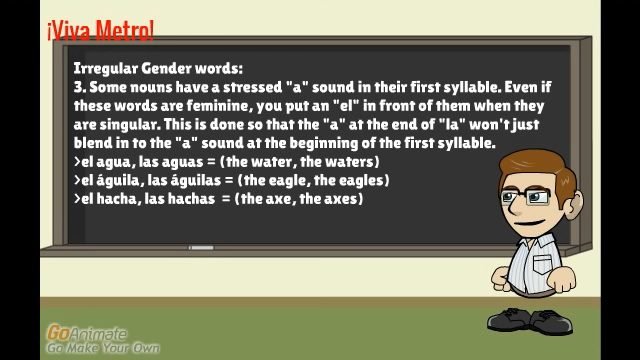 ¡Viva Metro!
Irregular Gender words:
3. Some nouns have a stressed "a" sound in their first syllable. Even if
these words are feminine, you put an "el" in front of them when they
are singular. This is done so that the "a" at the end of "la" won't just
blend in to the "a" sound at the beginning of the first syllable.
>el agua, las aguas = (the water, the waters)
>el águila, las águilas = (the eagle, the eagles)
>el hacha, las hachas = (the axe, the axes)
GoAnimate
Go Make Your Own